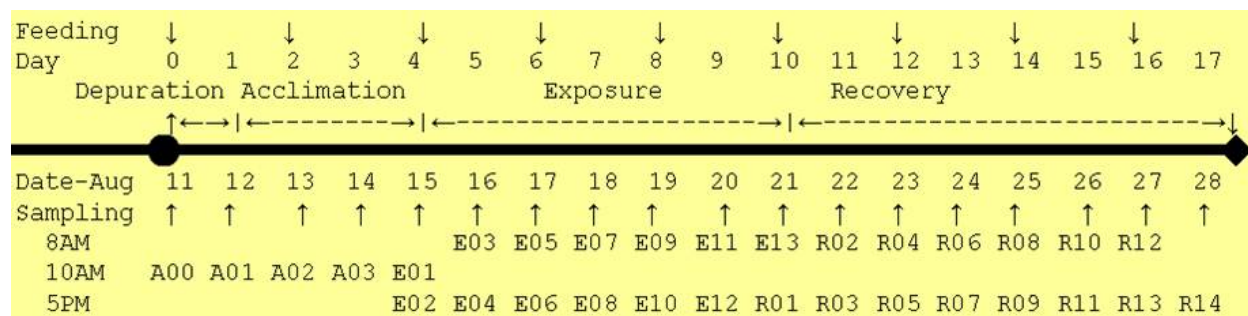 Feeding ↓ ↓ ↓ ↓ ↓ ↓ ↓ ↓ ↓
Day 0 1 2 3 4 5 6 7 8 9 10 11 12 13 14 15 16 17
Depuration Acclimation Exposure Recovery
↑←→|←--------→|←----------------------→|←----------------------------→↓
Date-Aug 11 12 13 14 15 16 17 18 19 20 21 22 23 24 25 26 27 28
Sampling ↑ ↑ ↑ ↑ ↑ ↑ ↑ ↑ ↑ ↑ ↑ ↑ ↑ ↑ ↑ ↑ ↑ ↑
8AM E03 E05 E07 E09 E11 E13 R02 R04 R06 R08 R10 R12
10AM A00 A01 A02 A03 E01
5PM E02 E04 E06 E08 E10 E12 R01 R03 R05 R07 R09 R11 R13 R14